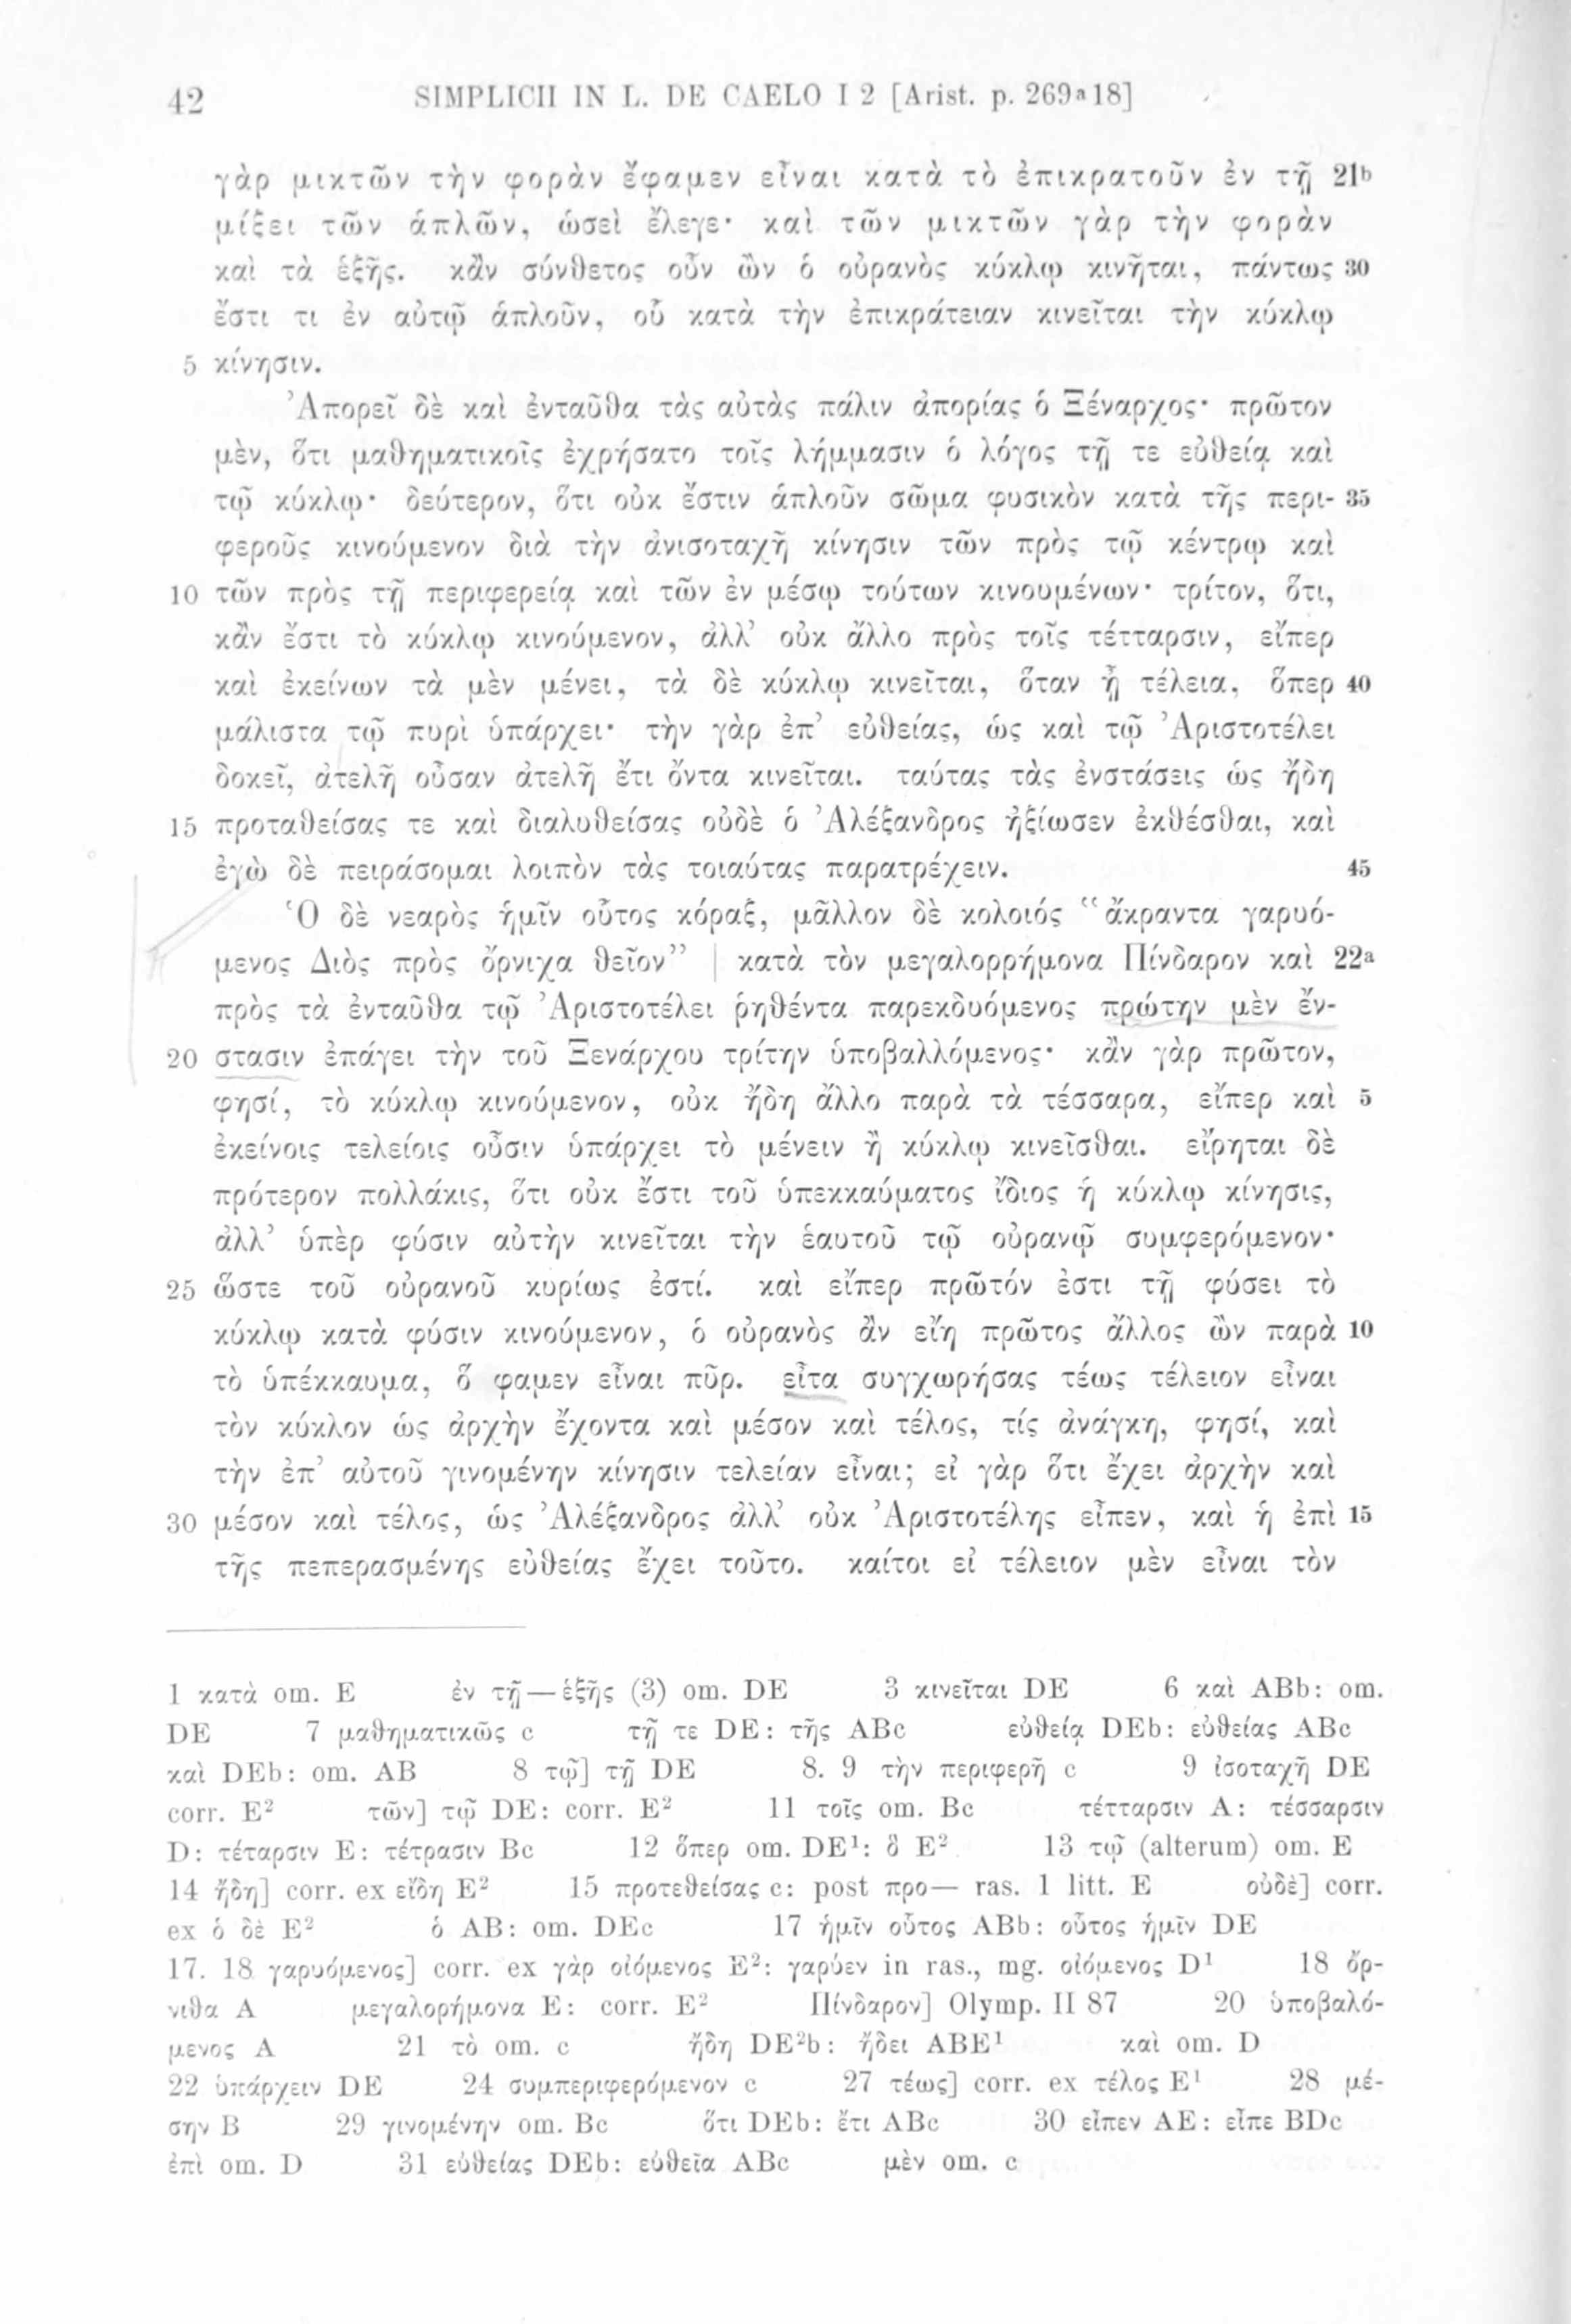 42 SIMPLICII IN L. DE CAELO I 2 [Arist. p. 269ᵃ18]
γὰρ μικτῶν τὴν φορὰν ἔφαμεν εἶναι κατὰ τὸ ἐπικρατοῦν ἐν τῇ 21ᵇ
μίξει τῶν ἁπλῶν, ὡσεὶ ἔλεγε· καὶ τῶν μικτῶν γὰρ τὴν φορὰν
καὶ τὰ ἑξῆς. κἂν σύνθετος οὖν ὢν ὁ οὐρανὸς κύκλῳ κινῆται, πάντως 30
ἔστι τι ἐν αὐτῷ ἁπλοῦν, οὗ κατὰ τὴν ἐπικράτειαν κινεῖται τὴν κύκλῳ
5 κίνησιν.
Ἀπορεῖ δὲ καὶ ἐνταῦθα τὰς αὐτὰς πάλιν ἀπορίας ὁ Ξέναρχος· πρῶτον
μὲν, ὅτι μαθηματικοῖς ἐχρήσατο τοῖς λήμμασιν ὁ λόγος τῇ τε εὐθείᾳ καὶ
τῷ κύκλῳ· δεύτερον, ὅτι οὐκ ἔστιν ἁπλοῦν σῶμα φυσικὸν κατὰ τῆς περι- 35
φεροῦς κινούμενον διὰ τὴν ἀνισοταχῆ κίνησιν τῶν πρὸς τῷ κέντρῳ καὶ
10 τῶν πρὸς τῇ περιφερείᾳ καὶ τῶν ἐν μέσῳ τούτων κινουμένων· τρίτον, ὅτι,
κἂν ἔστι τὸ κύκλῳ κινούμενον, ἀλλ᾽ οὐκ ἄλλο πρὸς τοῖς τέτταρσιν, εἴπερ
καὶ ἐκείνων τὰ μὲν μένει, τὰ δὲ κύκλῳ κινεῖται, ὅταν ᾖ τέλεια, ὅπερ 40
μάλιστα τῷ πυρὶ ὑπάρχει· τὴν γὰρ ἐπ᾽ εὐθείας, ὡς καὶ τῷ Ἀριστοτέλει
δοκεῖ, ἀτελῆ οὖσαν ἀτελῆ ἔτι ὄντα κινεῖται. ταύτας τὰς ἐνστάσεις ὡς ἤδη
15 προταθείσας τε καὶ διαλυθείσας οὐδὲ ὁ Ἀλέξανδρος ἠξίωσεν ἐκθέσθαι, καὶ
ἐγὼ δὲ πειράσομαι λοιπὸν τὰς τοιαύτας παρατρέχειν. 45
Ὁ δὲ νεαρὸς ἡμῖν οὗτος κόραξ, μᾶλλον δὲ κολοιός “ἄκραντα γαρυό-
μενος Διὸς πρὸς ὄρνιχα θεῖον” | κατὰ τὸν μεγαλορρήμονα Πίνδαρον καὶ 22ᵃ
πρὸς τὰ ἐνταῦθα τῷ Ἀριστοτέλει ῥηθέντα παρεκδυόμενος πρώτην μὲν ἔν-
20 στασιν ἐπάγει τὴν τοῦ Ξενάρχου τρίτην ὑποβαλλόμενος· κἂν γὰρ πρῶτον,
φησί, τὸ κύκλῳ κινούμενον, οὐκ ἤδη ἄλλο παρὰ τὰ τέσσαρα, εἴπερ καὶ 5
ἐκείνοις τελείοις οὖσιν ὑπάρχει τὸ μένειν ἢ κύκλῳ κινεῖσθαι. εἴρηται δὲ
πρότερον πολλάκις, ὅτι οὐκ ἔστι τοῦ ὑπεκκαύματος ἴδιος ἡ κύκλῳ κίνησις,
ἀλλ᾽ ὑπὲρ φύσιν αὐτὴν κινεῖται τὴν ἑαυτοῦ τῷ οὐρανῷ συμφερόμενον·
25 ὥστε τοῦ οὐρανοῦ κυρίως ἐστί. καὶ εἴπερ πρῶτόν ἐστι τῇ φύσει τὸ
κύκλῳ κατὰ φύσιν κινούμενον, ὁ οὐρανὸς ἂν εἴη πρῶτος ἄλλος ὢν παρὰ 10
τὸ ὑπέκκαυμα, ὅ φαμεν εἶναι πῦρ. εἶτα συγχωρήσας τέως τέλειον εἶναι
τὸν κύκλον ὡς ἀρχὴν ἔχοντα καὶ μέσον καὶ τέλος, τίς ἀνάγκη, φησί, καὶ
τὴν ἐπ᾽ αὐτοῦ γινομένην κίνησιν τελείαν εἶναι; εἰ γὰρ ὅτι ἔχει ἀρχὴν καὶ
30 μέσον καὶ τέλος, ὡς Ἀλέξανδρος ἀλλ᾽ οὐκ Ἀριστοτέλης εἶπεν, καὶ ἡ ἐπὶ 15
τῆς πεπερασμένης εὐθείας ἔχει τοῦτο. καίτοι εἰ τέλειον μὲν εἶναι τὸν
1 κατὰ om. E ἐν τῇ—ἑξῆς (3) om. DE 3 κινεῖται DE 6 καὶ ABb: om.
DE 7 μαθηματικῶς c τῇ τε DE: τῆς ABc εὐθείᾳ DEb: εὐθείας ABc
καὶ DEb: om. AB 8 τῷ] τῇ DE 8. 9 τὴν περιφερῆ c 9 ἰσοταχῆ DE
corr. E² τῶν] τῷ DE: corr. E² 11 τοῖς om. Bc τέτταρσιν A: τέσσαρσιν
D: τέταρσιν E: τέτρασιν Bc 12 ὅπερ om. DE¹: ὃ E² 13 τῷ (alterum) om. E
14 ἤδη] corr. ex εἴδη E² 15 προτεθείσας c: post προ— ras. 1 litt. E οὐδὲ] corr.
ex ὁ δὲ E² ὁ AB: om. DEc 17 ἡμῖν οὗτος ABb: οὗτος ἡμῖν DE
17. 18 γαρυόμενος] corr. ex γὰρ οἰόμενος E²: γαρύεν in ras., mg. οἰόμενος D¹ 18 ὄρ-
νιθα A μεγαλορήμονα E: corr. E² Πίνδαρον] Olymp. II 87 20 ὑποβαλό-
μενος A 21 τὸ om. c ἤδη DE²b: ᾔδει ABE¹ καὶ om. D
22 ὑπάρχειν DE 24 συμπεριφερόμενον c 27 τέως] corr. ex τέλος E¹ 28 μέ-
σην B 29 γινομένην om. Bc ὅτι DEb: ἔτι ABc 30 εἶπεν AE: εἶπε BDc
ἐπὶ om. D 31 εὐθείας DEb: εὐθεῖα ABc μὲν om. c